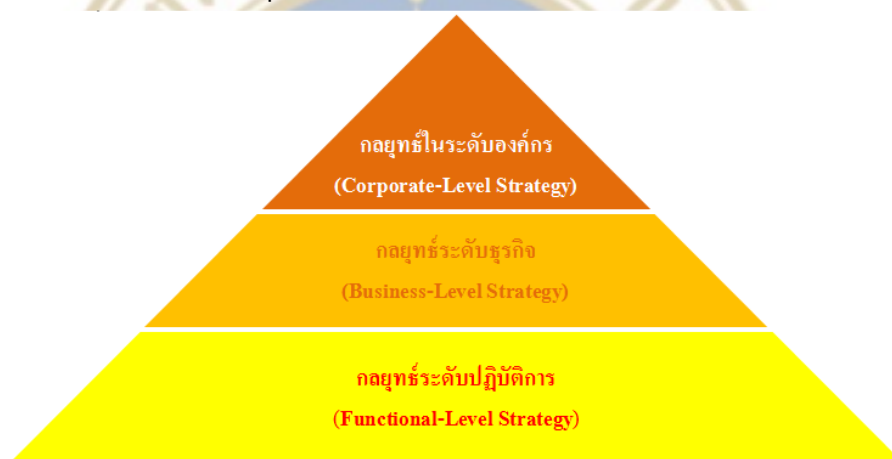 กลยุทธ์ในระดับองค์กร
(Corporate-Level Strategy)
กลยุทธ์ระดับธุรกิจ
(Business-Level Strategy)
กลยุทธ์ระดับปฏิบัติการ
(Functional-Level Strategy)